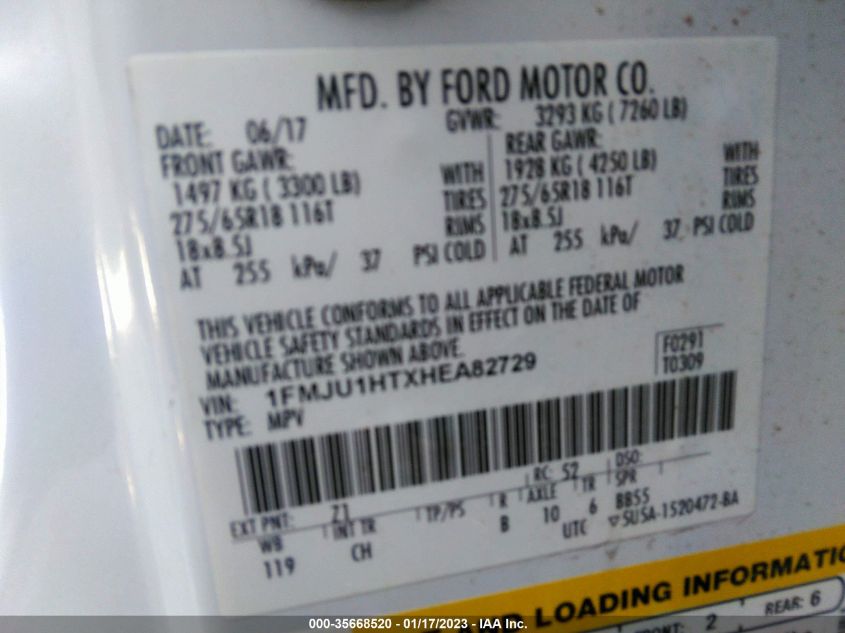 MFD. BY FORD MOTOR CO.
DATE: 06/17 GVWR: 3293 KG ( 7260 LB)
FRONT GAWR: REAR GAWR:
1497 KG ( 3300 LB) WITH 1928 KG ( 4250 LB) WITH
275/65R18 116T TIRES 275/65R18 116T TIRES
18x8.5J RIMS 18x8.5J RIMS
AT 255 kPa/ 37 PSI COLD AT 255 kPa/ 37 PSI COLD
THIS VEHICLE CONFORMS TO ALL APPLICABLE FEDERAL MOTOR
VEHICLE SAFETY STANDARDS IN EFFECT ON THE DATE OF
MANUFACTURE SHOWN ABOVE.
VIN: 1FMJU1HTXHEA82729 F0291
TYPE: MPV T0309
EXT PNT: Z1 RC: 52 DSO:
WB INT TR TP/PS R AXLE TR SPR
119 CH B 10 6 BB55
UTC ▽5USA-1520472-BA
AND LOADING INFORMATIO
FRONT: 2 REAR: 6
000-35668520 - 01/17/2023 - IAA Inc.